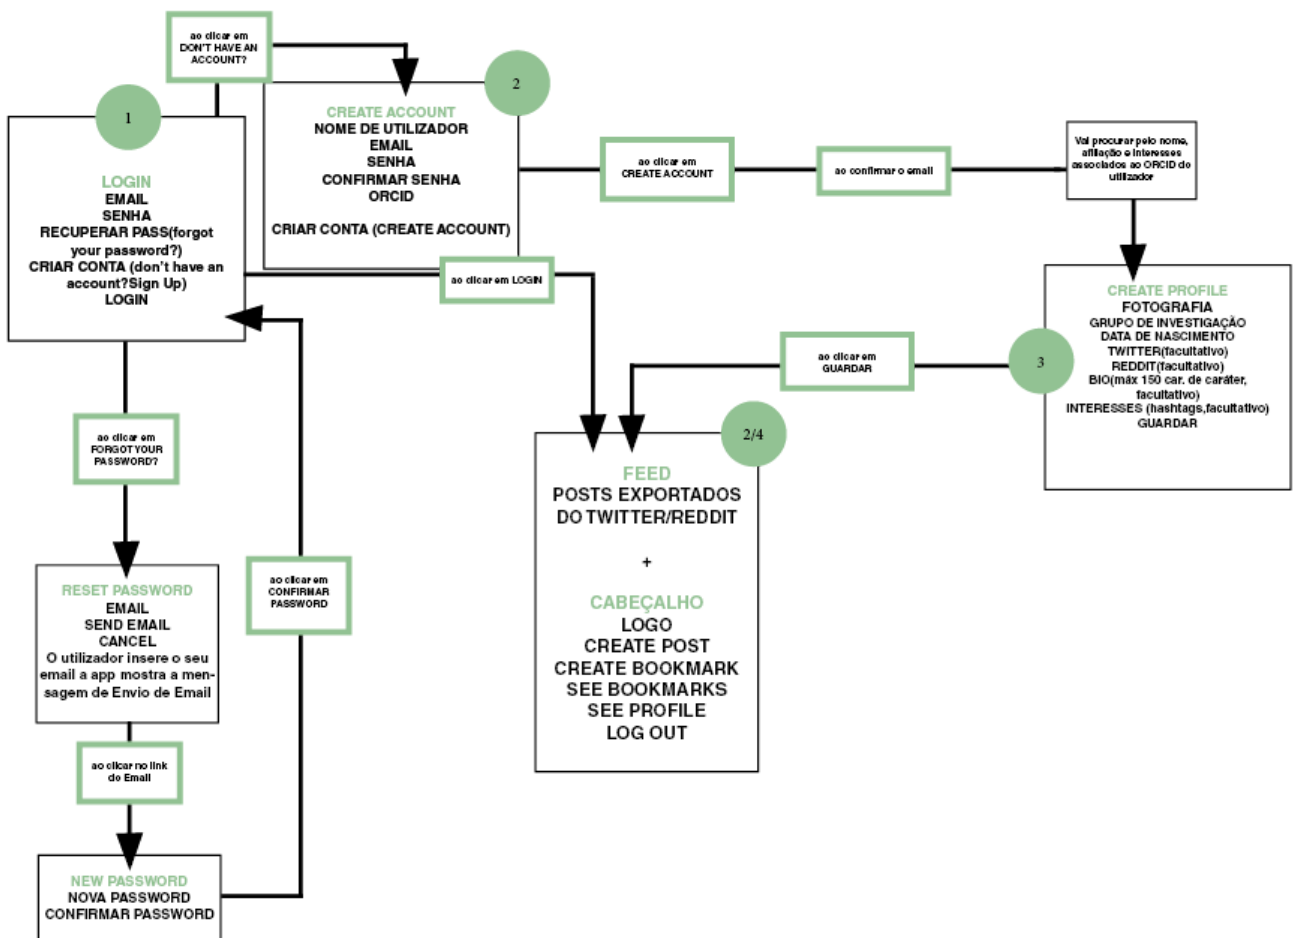 ao clicar em
DON'T HAVE AN
ACCOUNT?
1
LOGIN
EMAIL
SENHA
RECUPERAR PASS(forgot
your password?)
CRIAR CONTA (don't have an
account?Sign Up)
LOGIN
2
CREATE ACCOUNT
NOME DE UTILIZADOR
EMAIL
SENHA
CONFIRMAR SENHA
ORCID
CRIAR CONTA (CREATE ACCOUNT)
ao clicar em
CREATE ACCOUNT
ao confirmar o email
Vai procurar pelo nome,
afiliação e interesses
associados ao ORCID do
utilizador
ao clicar em LOGIN
CREATE PROFILE
FOTOGRAFIA
GRUPO DE INVESTIGAÇÃO
DATA DE NASCIMENTO
TWITTER(facultativo)
REDDIT(facultativo)
BIO(máx 150 car. de caráter,
facultativo)
INTERESSES (hashtags,facultativo)
GUARDAR
3
ao clicar em
GUARDAR
2/4
FEED
POSTS EXPORTADOS
DO TWITTER/REDDIT
+
CABEÇALHO
LOGO
CREATE POST
CREATE BOOKMARK
SEE BOOKMARKS
SEE PROFILE
LOG OUT
ao clicar em
FORGOT YOUR
PASSWORD?
RESET PASSWORD
EMAIL
SEND EMAIL
CANCEL
O utilizador insere o seu
email a app mostra a men-
sagem de Envio de Email
ao clicar em
CONFIRMAR
PASSWORD
ao clicar no link
do Email
NEW PASSWORD
NOVA PASSWORD
CONFIRMAR PASSWORD